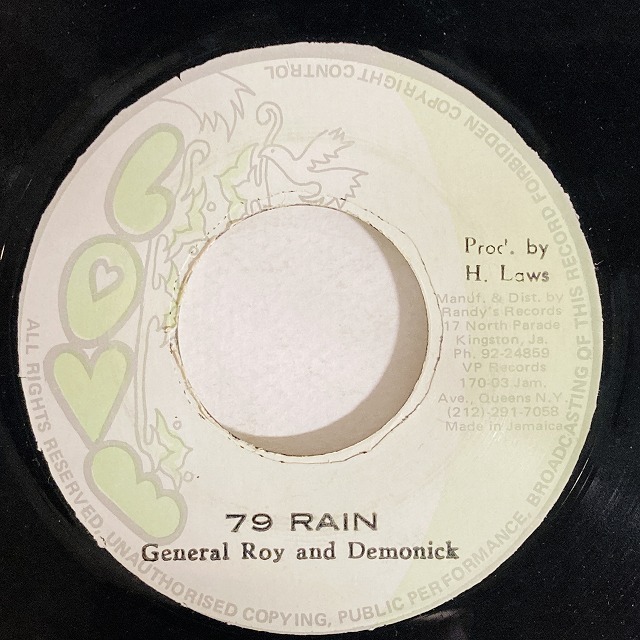 LOVE
Prod. by
H. Laws
Manuf. & Dist. by
Randy's Records
17 North Parade
Kingston, Ja.
Ph. 92-24859
VP Records
170-03 Jam.
Ave., Queens N.Y.
(212)-291-7058
Made in Jamaica
79 RAIN
General Roy and Demonick
ALL RIGHTS RESERVED, UNAUTHORISED COPYING, PUBLIC PERFORMANCE, BROADCASTING OF THIS RECORD FORBIDDEN COPYRIGHT CONTROL